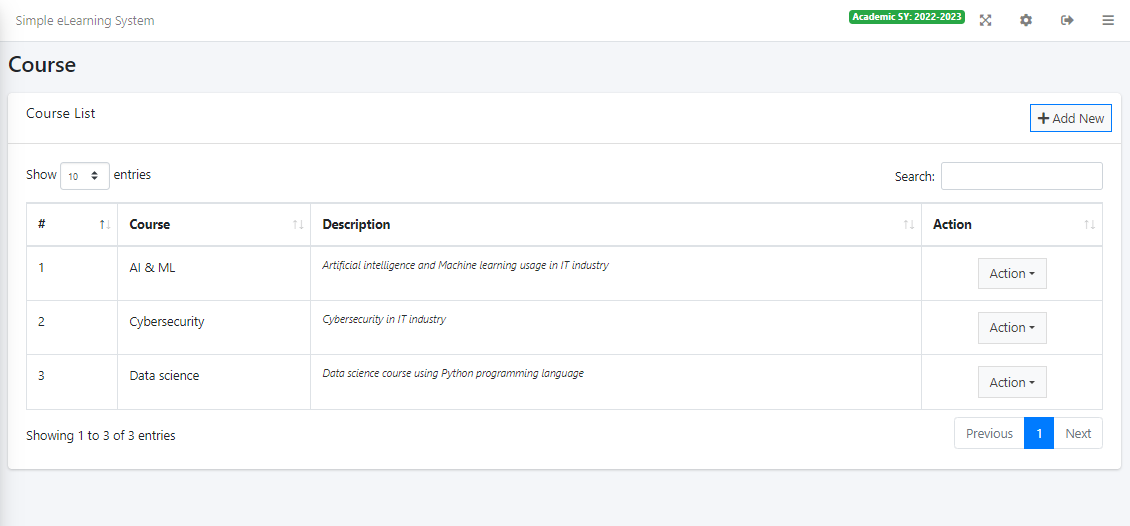 Simple eLearning System
Academic SY: 2022-2023
Course
Course List
Add New
Show 10 entries
Search:
# Course Description Action
1 AI & ML Artificial intelligence and Machine learning usage in IT industry Action
2 Cybersecurity Cybersecurity in IT industry Action
3 Data science Data science course using Python programming language Action
Showing 1 to 3 of 3 entries
Previous 1 Next